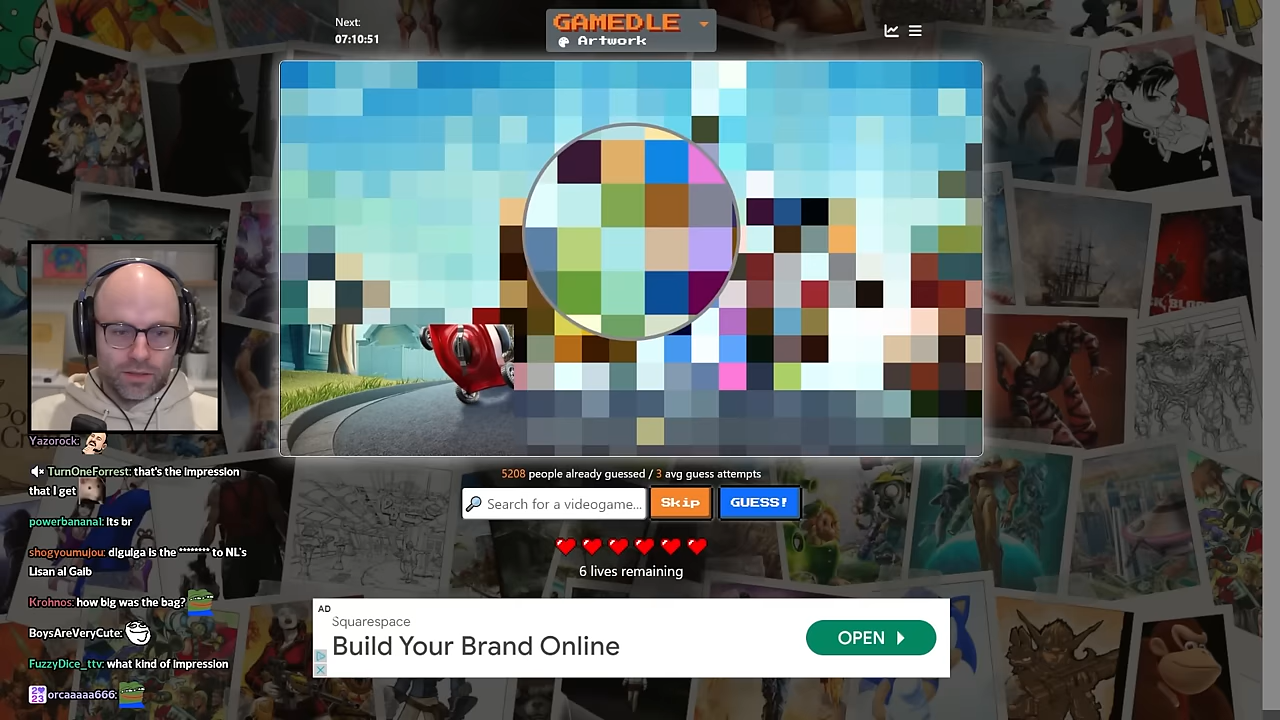 Next:
07:10:51
GAMEDLE
Artwork
5208 people already guessed / 3 avg guess attempts
Search for a videogame...
Skip
GUESS!
6 lives remaining
AD
Squarespace
Build Your Brand Online
OPEN
Yazorock:
TurnOneForrest: that's the impression
that I get
powerbanana1: its br
shogyoumujou: digulga is the ******** to NL's
Lisan al Gaib
Krohnos: how big was the bag?
BoysAreVeryCute:
FuzzyDice_ttv: what kind of impression
orcaaaaa666: